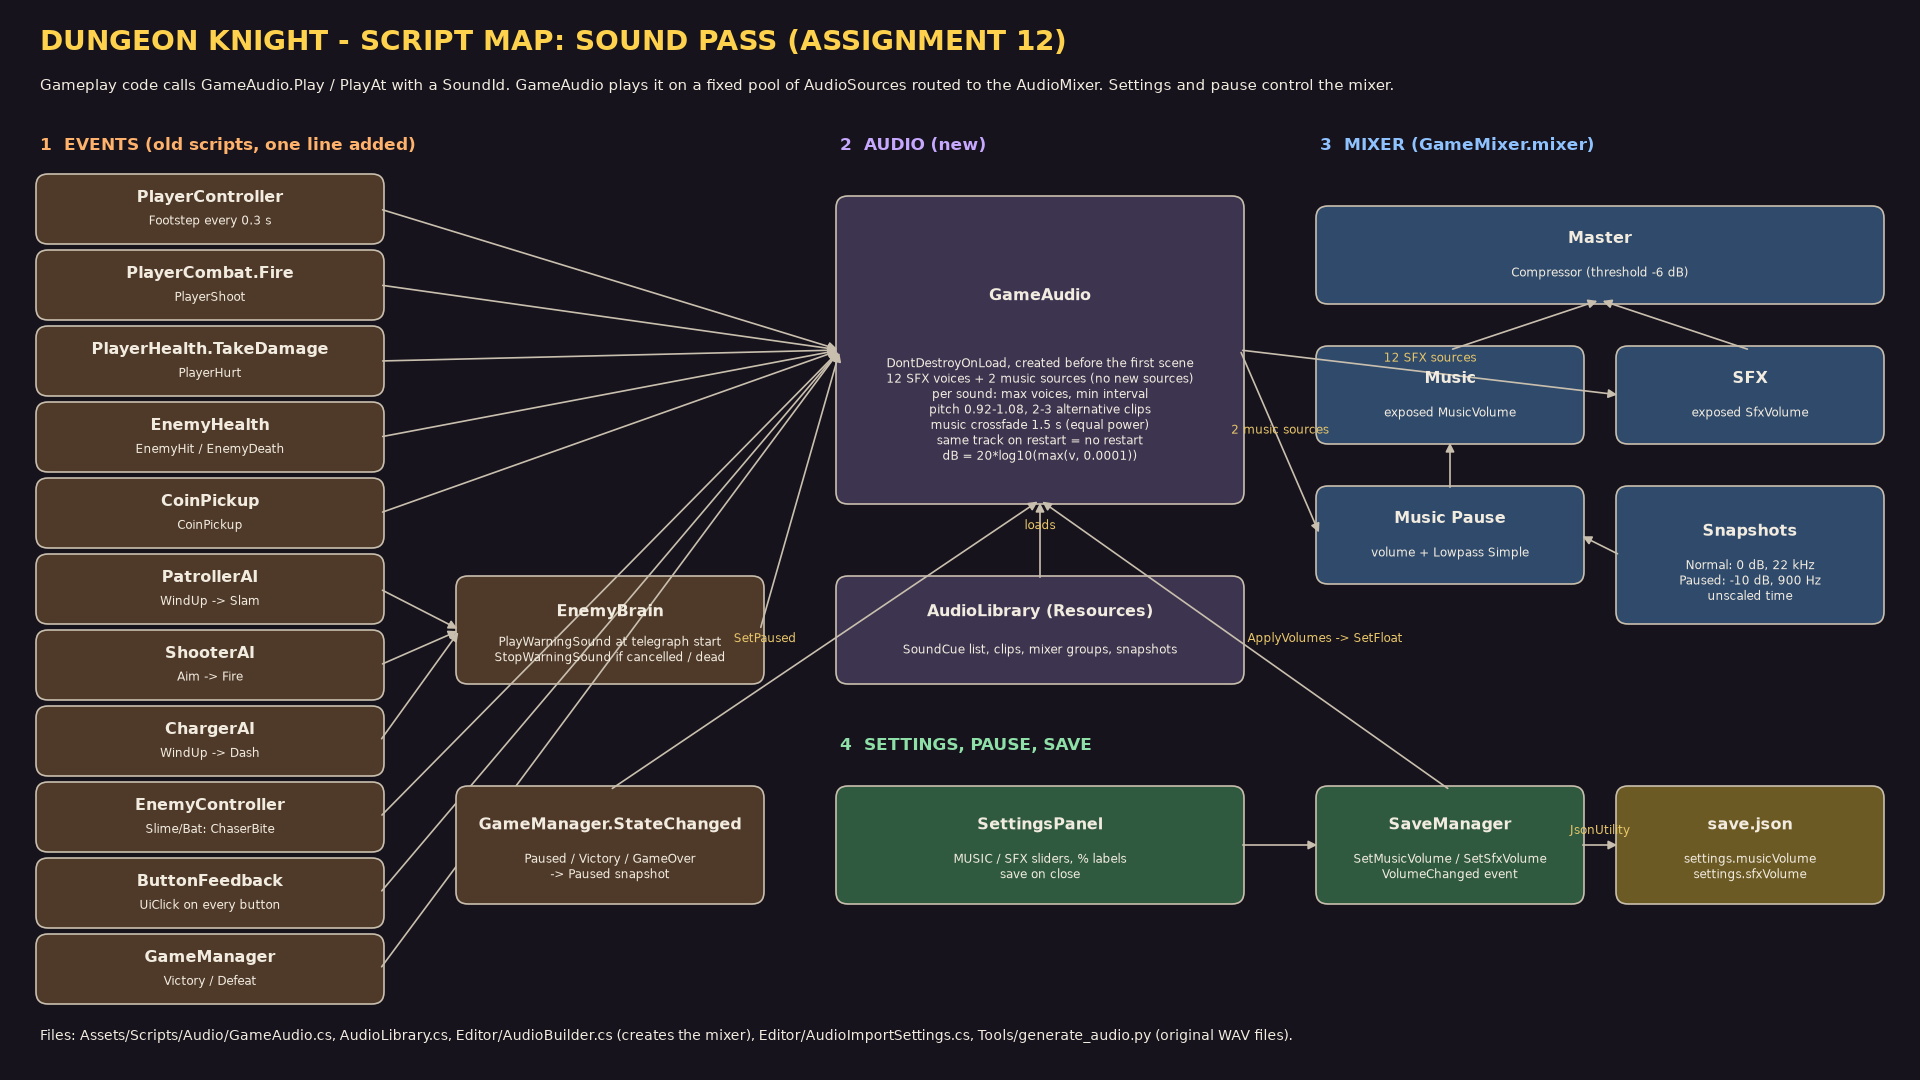 DUNGEON KNIGHT - SCRIPT MAP: SOUND PASS (ASSIGNMENT 12)
Gameplay code calls GameAudio.Play / PlayAt with a SoundId. GameAudio plays it on a fixed pool of AudioSources routed to the AudioMixer. Settings and pause control the mixer.
1 EVENTS (old scripts, one line added)
PlayerController
Footstep every 0.3 s
PlayerCombat.Fire
PlayerShoot
PlayerHealth.TakeDamage
PlayerHurt
EnemyHealth
EnemyHit / EnemyDeath
CoinPickup
CoinPickup
PatrollerAI
WindUp -> Slam
ShooterAI
Aim -> Fire
ChargerAI
WindUp -> Dash
EnemyController
Slime/Bat: ChaserBite
ButtonFeedback
UiClick on every button
GameManager
Victory / Defeat
EnemyBrain
PlayWarningSound at telegraph start
StopWarningSound if cancelled / dead
SetPaused
GameManager.StateChanged
Paused / Victory / GameOver
-> Paused snapshot
2 AUDIO (new)
GameAudio
DontDestroyOnLoad, created before the first scene
12 SFX voices + 2 music sources (no new sources)
per sound: max voices, min interval
pitch 0.92-1.08, 2-3 alternative clips
music crossfade 1.5 s (equal power)
same track on restart = no restart
dB = 20*log10(max(v, 0.0001))
loads
AudioLibrary (Resources)
SoundCue list, clips, mixer groups, snapshots
3 MIXER (GameMixer.mixer)
Master
Compressor (threshold -6 dB)
12 SFX sources
Music
exposed MusicVolume
SFX
exposed SfxVolume
2 music sources
Music Pause
volume + Lowpass Simple
Snapshots
Normal: 0 dB, 22 kHz
Paused: -10 dB, 900 Hz
unscaled time
ApplyVolumes -> SetFloat
4 SETTINGS, PAUSE, SAVE
SettingsPanel
MUSIC / SFX sliders, % labels
save on close
SaveManager
SetMusicVolume / SetSfxVolume
VolumeChanged event
JsonUtility
save.json
settings.musicVolume
settings.sfxVolume
Files: Assets/Scripts/Audio/GameAudio.cs, AudioLibrary.cs, Editor/AudioBuilder.cs (creates the mixer), Editor/AudioImportSettings.cs, Tools/generate_audio.py (original WAV files).